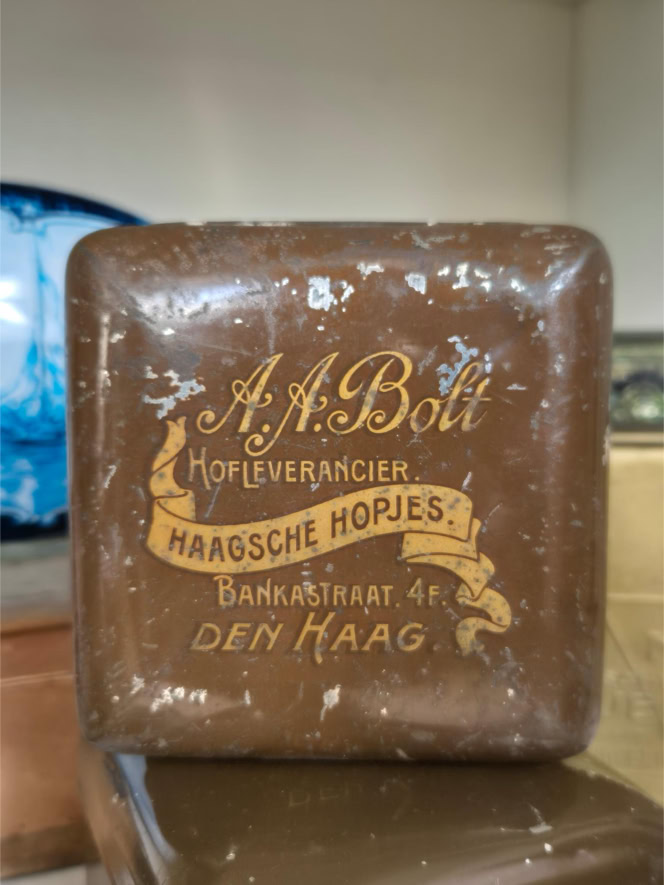 A.A.Bolt
HOFLEVERANCIER.
HAAGSCHE HOPJES.
BANKASTRAAT. 4F.
DEN HAAG.